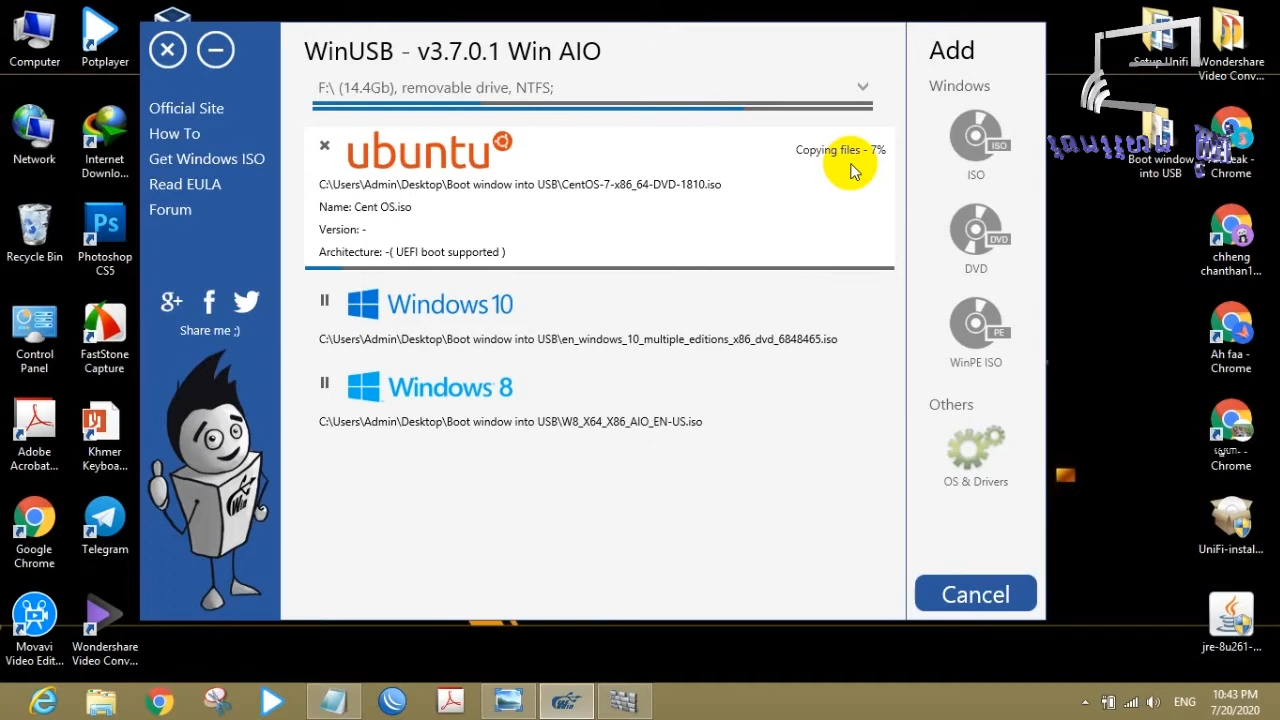 Computer
Potplayer
Network
Internet
Downlo...
Recycle Bin
Photoshop
CS5
Control
Panel
FastStone
Capture
Adobe
Acrobat...
Khmer
Keyboa...
Google
Chrome
Telegram
Movavi
Video Edit...
Wondershare
Video Conv...
Official Site
How To
Get Windows ISO
Read EULA
Forum
Share me ;)
WinUSB - v3.7.0.1 Win AIO
F:\ (14.4Gb), removable drive, NTFS;
ubuntu
Copying files - 7%
C:\Users\Admin\Desktop\Boot window into USB\CentOS-7-x86_64-DVD-1810.iso
Name: Cent OS.iso
Version: -
Architecture: -( UEFI boot supported )
Windows 10
C:\Users\Admin\Desktop\Boot window into USB\en_windows_10_multiple_editions_x86_dvd_6848465.iso
Windows 8
C:\Users\Admin\Desktop\Boot window into USB\W8_X64_X86_AIO_EN-US.iso
Add
Windows
ISO
ISO
DVD
DVD
PE
WinPE ISO
Others
OS & Drivers
Cancel
Setup Unifi
Wondershare
Video Conv...
Boot window
into USB
Chrome
chheng
chanthan1...
Ah faa -
Chrome
Chrome
UniFi-instal...
jre-8u261-...
ENG
10:43 PM
7/20/2020